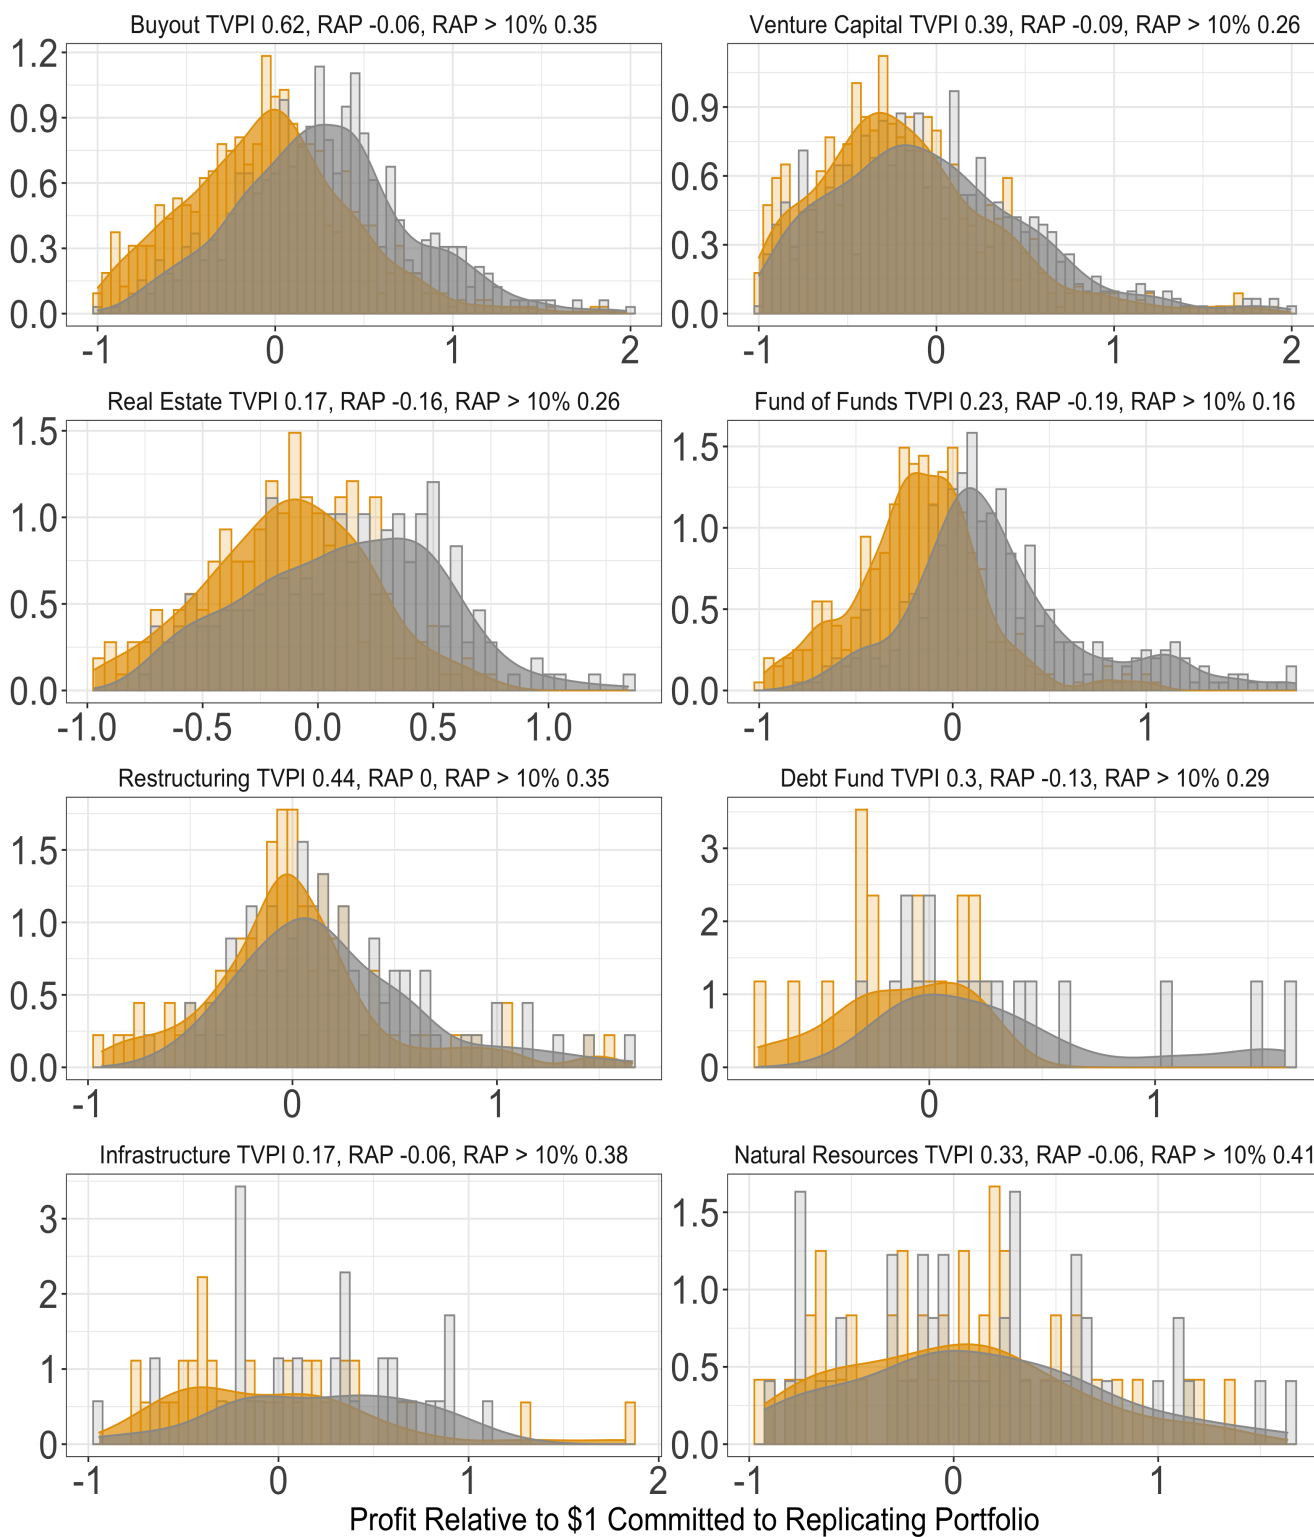 Buyout TVPI 0.62, RAP -0.06, RAP > 10% 0.35
1.2
0.9
0.6
0.3
0.0
-1 0 1 2
Venture Capital TVPI 0.39, RAP -0.09, RAP > 10% 0.26
0.9
0.6
0.3
0.0
-1 0 1 2
Real Estate TVPI 0.17, RAP -0.16, RAP > 10% 0.26
1.5
1.0
0.5
0.0
-1.0 -0.5 0.0 0.5 1.0
Fund of Funds TVPI 0.23, RAP -0.19, RAP > 10% 0.16
1.5
1.0
0.5
0.0
-1 0 1
Restructuring TVPI 0.44, RAP 0, RAP > 10% 0.35
1.5
1.0
0.5
0.0
-1 0 1
Debt Fund TVPI 0.3, RAP -0.13, RAP > 10% 0.29
3
2
1
0
0 1
Infrastructure TVPI 0.17, RAP -0.06, RAP > 10% 0.38
3
2
1
0
-1 0 1 2
Natural Resources TVPI 0.33, RAP -0.06, RAP > 10% 0.41
1.5
1.0
0.5
0.0
-1 0 1
Profit Relative to $1 Committed to Replicating Portfolio